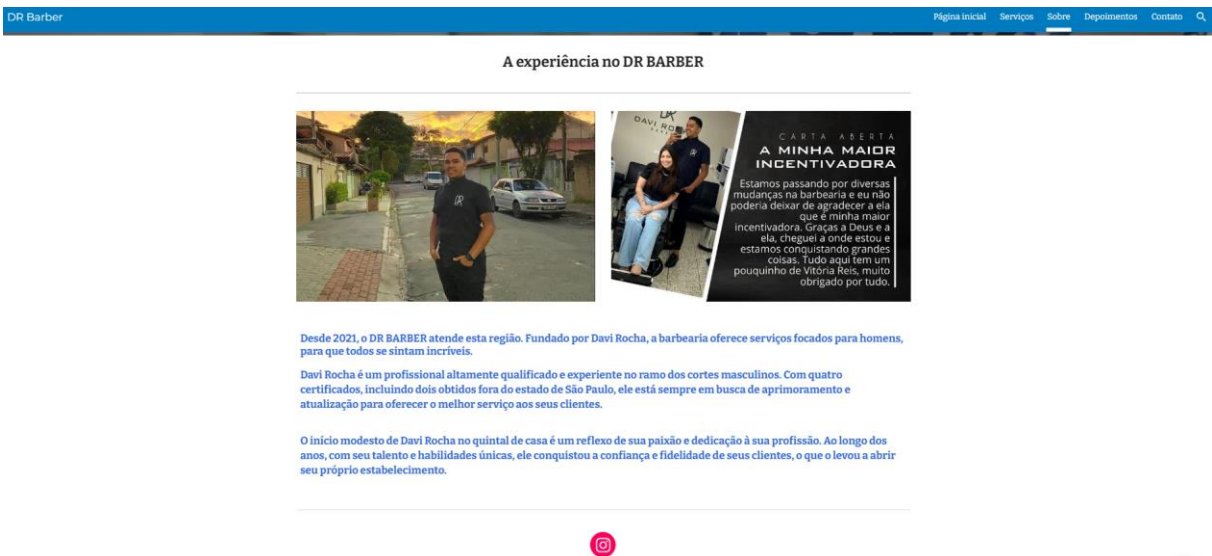 DR Barber
Página inicial Serviços Sobre Depoimentos Contato
A experiência no DR BARBER
DR
DAVI RO
CARTA ABERTA
A MINHA MAIOR
INCENTIVADORA
Estamos passando por diversas
mudanças na barbearia e eu não
poderia deixar de agradecer a ela
que é minha maior
incentivadora. Graças a Deus e a
ela, cheguei a onde estou e
estamos conquistando grandes
coisas. Tudo aqui tem um
pouquinho de Vitória Reis, muito
obrigado por tudo.
Desde 2021, o DR BARBER atende esta região. Fundado por Davi Rocha, a barbearia oferece serviços focados para homens,
para que todos se sintam incríveis.
Davi Rocha é um profissional altamente qualificado e experiente no ramo dos cortes masculinos. Com quatro
certificados, incluindo dois obtidos fora do estado de São Paulo, ele está sempre em busca de aprimoramento e
atualização para oferecer o melhor serviço aos seus clientes.
O início modesto de Davi Rocha no quintal de casa é um reflexo de sua paixão e dedicação à sua profissão. Ao longo dos
anos, com seu talento e habilidades únicas, ele conquistou a confiança e fidelidade de seus clientes, o que o levou a abrir
seu próprio estabelecimento.